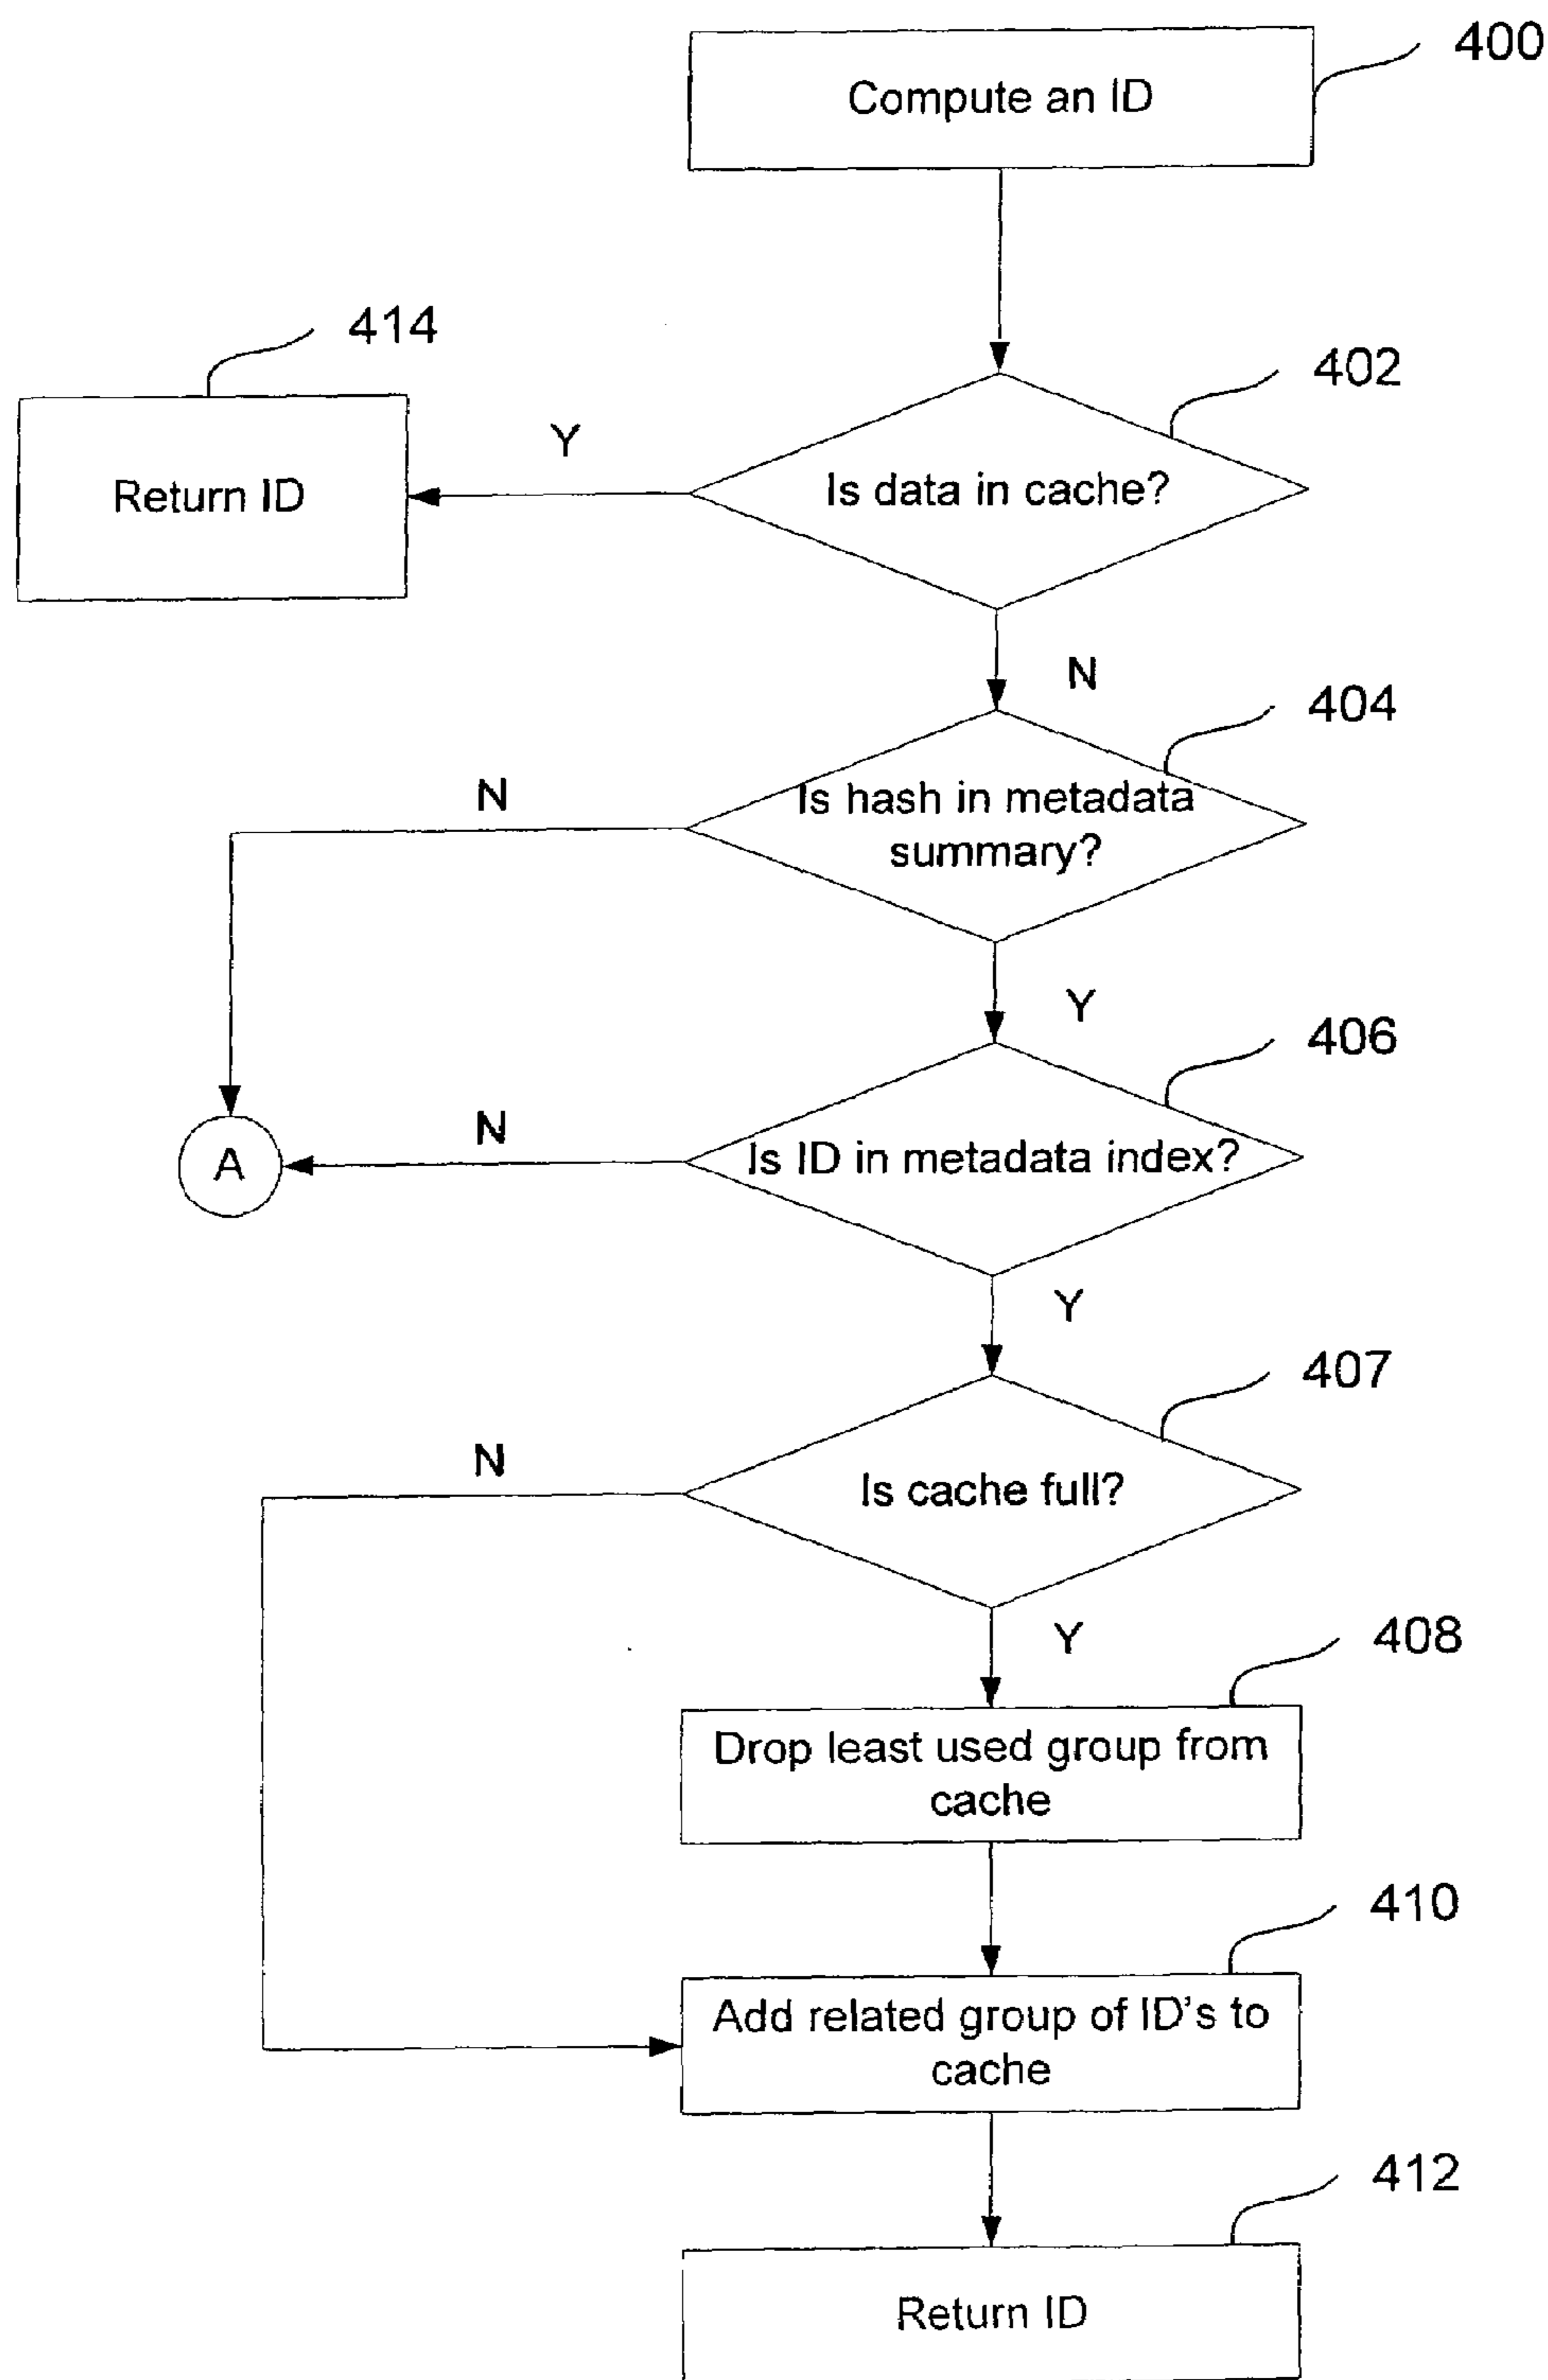 400
Compute an ID
414
402
Y
Return ID
Is data in cache?
N
404
N
Is hash in metadata
summary?
Y
406
N
A
Is ID in metadata index?
Y
407
N
Is cache full?
Y
408
Drop least used group from
cache
410
Add related group of ID's to
cache
412
Return ID